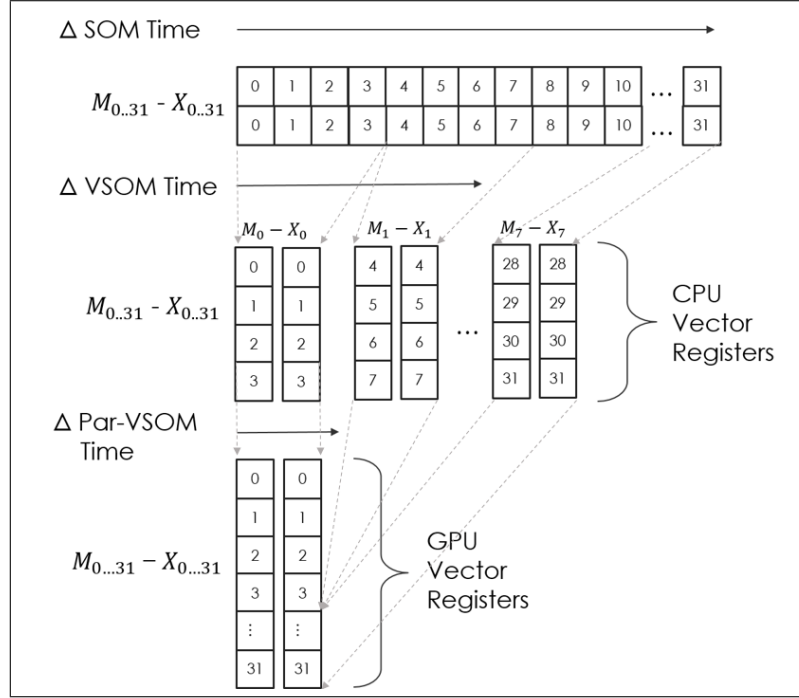 Δ SOM Time
M₀..₃₁ - X₀..₃₁
0 1 2 3 4 5 6 7 8 9 10 ... 31
0 1 2 3 4 5 6 7 8 9 10 ... 31
Δ VSOM Time
M₀ − X₀ M₁ − X₁ M₇ − X₇
M₀..₃₁ - X₀..₃₁
0 0 4 4 28 28
1 1 5 5 29 29
2 2 6 6 ... 30 30
3 3 7 7 31 31
CPU
Vector
Registers
Δ Par-VSOM
Time
M₀...₃₁ − X₀...₃₁
0 0
1 1
2 2
3 3
⋮ ⋮
31 31
GPU
Vector
Registers